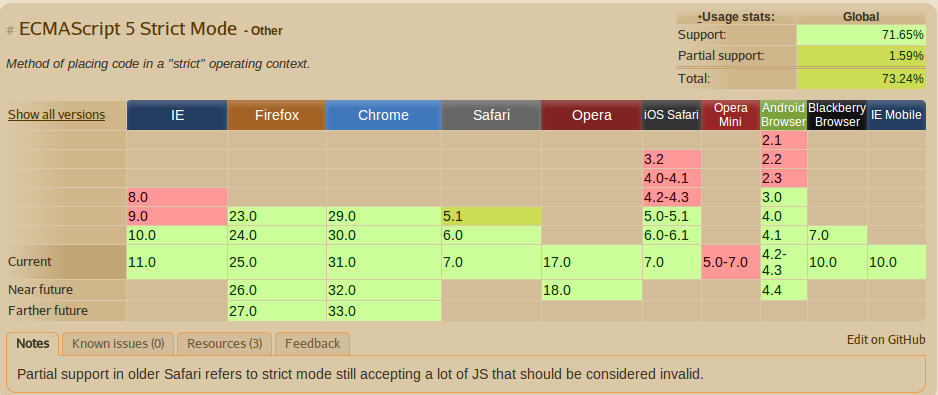 # ECMAScript 5 Strict Mode - Other
Method of placing code in a "strict" operating context.
*Usage stats: Global
Support: 71.65%
Partial support: 1.59%
Total: 73.24%
Show all versions IE Firefox Chrome Safari Opera iOS Safari Opera Mini Android Browser Blackberry Browser IE Mobile
2.1
3.2 2.2
4.0-4.1 2.3
8.0 4.2-4.3 3.0
9.0 23.0 29.0 5.1 5.0-5.1 4.0
10.0 24.0 30.0 6.0 6.0-6.1 4.1 7.0
Current 11.0 25.0 31.0 7.0 17.0 7.0 5.0-7.0 4.2-4.3 10.0 10.0
Near future 26.0 32.0 18.0 4.4
Farther future 27.0 33.0
Notes Known issues (0) Resources (3) Feedback Edit on GitHub
Partial support in older Safari refers to strict mode still accepting a lot of JS that should be considered invalid.